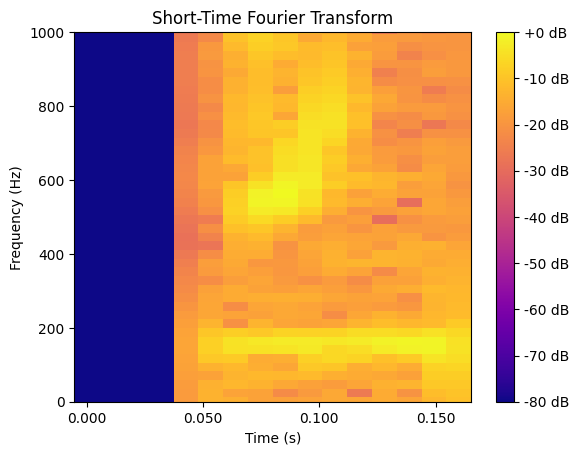 Short-Time Fourier Transform
Frequency (Hz)
1000
800
600
400
200
0
0.000
0.050
0.100
0.150
Time (s)
+0 dB
-10 dB
-20 dB
-30 dB
-40 dB
-50 dB
-60 dB
-70 dB
-80 dB